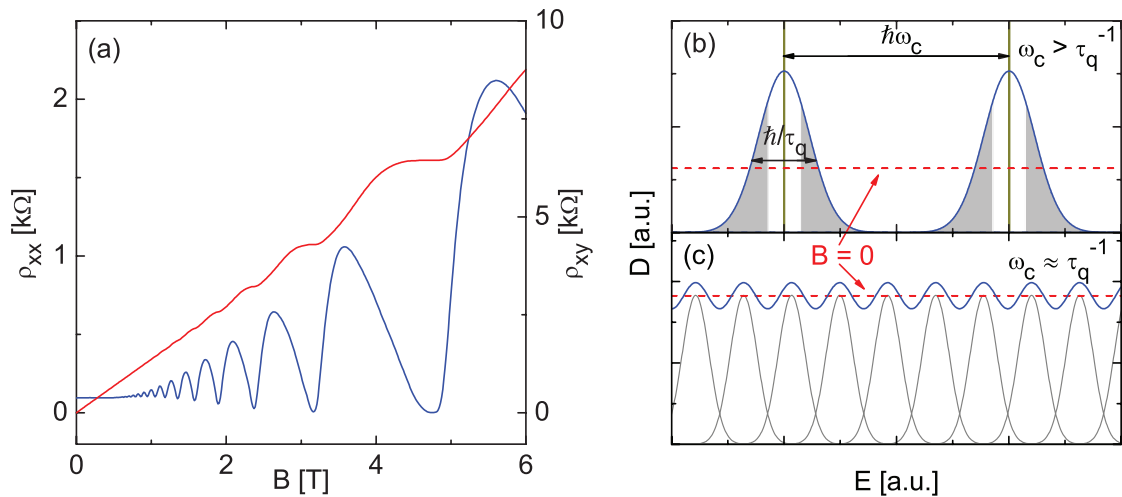 (a)
ρxx [kΩ]
2
1
0
0
2
4
6
B [T]
10
5
0
ρxy [kΩ]
(b)
ℏωc
ωc > τq⁻¹
ℏ/τq
B = 0
(c)
ωc ≈ τq⁻¹
D [a.u.]
E [a.u.]